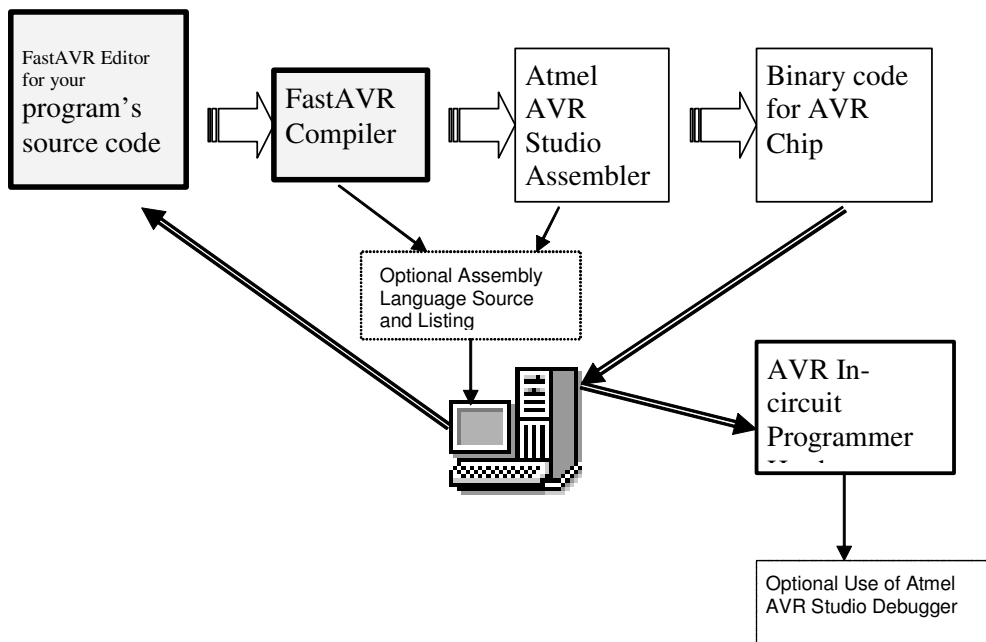 FastAVR Editor
for your
program's
source code
FastAVR
Compiler
Atmel
AVR
Studio
Assembler
Binary code
for AVR
Chip
Optional Assembly
Language Source
and Listing
AVR In-
circuit
Programmer
Optional Use of Atmel
AVR Studio Debugger